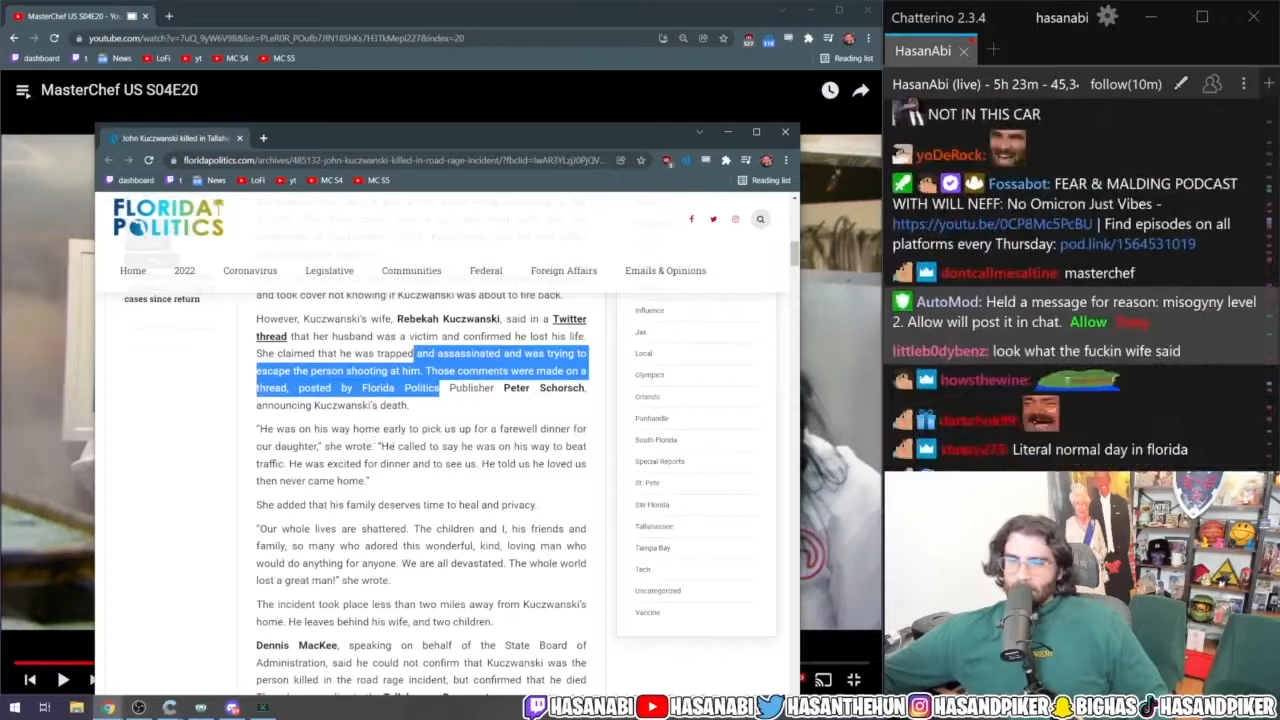 MasterChef US S04E20 - You
youtube.com/watch?v=7uQ_9yW6V98&list=PLeR0R_POufb7JfN18ShKs7H3TkMepi227&index=20
dashboard
t
News
LoFi
yt
MC S4
MC S5
Reading list
MasterChef US S04E20
John Kuczwanski killed in Tallah
floridapolitics.com/archives/485132-john-kuczwanski-killed-in-road-rage-incident/?fbclid=IwAR3YLzjJ0PjQV...
dashboard
t
News
LoFi
yt
MC S4
MC S5
Reading list
FLORIDA
POLITICS
Home
2022
Coronavirus
Legislative
Communities
Federal
Foreign Affairs
Emails & Opinions
cases since return
and took cover not knowing if Kuczwanski was about to fire back.
However, Kuczwanski's wife, Rebekah Kuczwanski, said in a Twitter
thread that her husband was a victim and confirmed he lost his life.
She claimed that he was trapped and assassinated and was trying to
escape the person shooting at him. Those comments were made on a
thread, posted by Florida Politics Publisher Peter Schorsch,
announcing Kuczwanski's death.
“He was on his way home early to pick us up for a farewell dinner for
our daughter,” she wrote. “He called to say he was on his way to beat
traffic. He was excited for dinner and to see us. He told us he loved us
then never came home.”
She added that his family deserves time to heal and privacy.
“Our whole lives are shattered. The children and I, his friends and
family, so many who adored this wonderful, kind, loving man who
would do anything for anyone. We are all devastated. The whole world
lost a great man!” she wrote.
The incident took place less than two miles away from Kuczwanski's
home. He leaves behind his wife, and two children.
Dennis MacKee, speaking on behalf of the State Board of
Administration, said he could not confirm that Kuczwanski was the
person killed in the road rage incident, but confirmed that he died
Influence
Jax
Local
Olympics
Orlando
Panhandle
South Florida
Special Reports
St. Pete
SW Florida
Tallahassee
Tampa Bay
Tech
Uncategorized
Vaccine
Chatterino 2.3.4
hasanabi
HasanAbi
HasanAbi (live) - 5h 23m - 45,3
follow(10m)
NOT IN THIS CAR
yoDeRock:
Fossabot: FEAR & MALDING PODCAST
WITH WILL NEFF: No Omicron Just Vibes -
https://youtu.be/0CP8Mc5PcBU | Find episodes on all
platforms every Thursday: pod.link/1564531019
dontcallmesaltine masterchef
AutoMod: Held a message for reason: misogyny level
2. Allow will post it in chat. Allow Deny
littleb0dybenz: look what the fuckin wife said
howsthewine:
Literal normal day in florida
HASANABI
HASANABI
HASANTHEHUN
HASANDPIKER
BIGHAS
HASANDPIKER